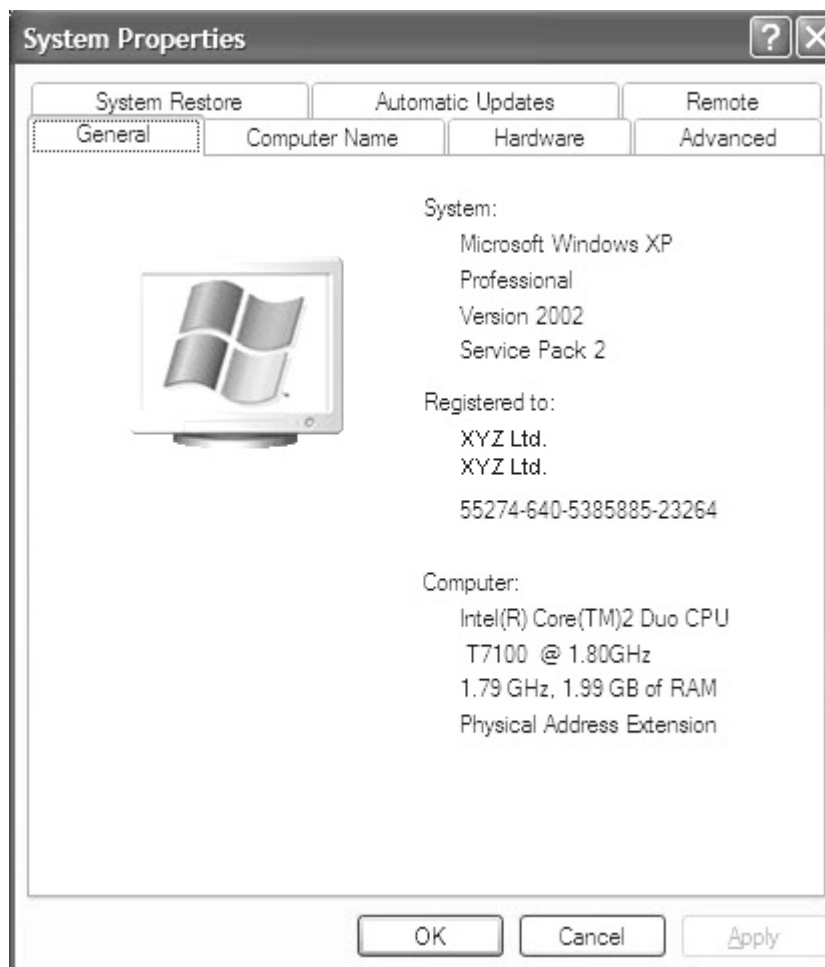 System Properties
System Restore Automatic Updates Remote
General Computer Name Hardware Advanced
System:
Microsoft Windows XP
Professional
Version 2002
Service Pack 2
Registered to:
XYZ Ltd.
XYZ Ltd.
55274-640-5385885-23264
Computer:
Intel(R) Core(TM)2 Duo CPU
T7100 @ 1.80GHz
1.79 GHz, 1.99 GB of RAM
Physical Address Extension
OK Cancel Apply